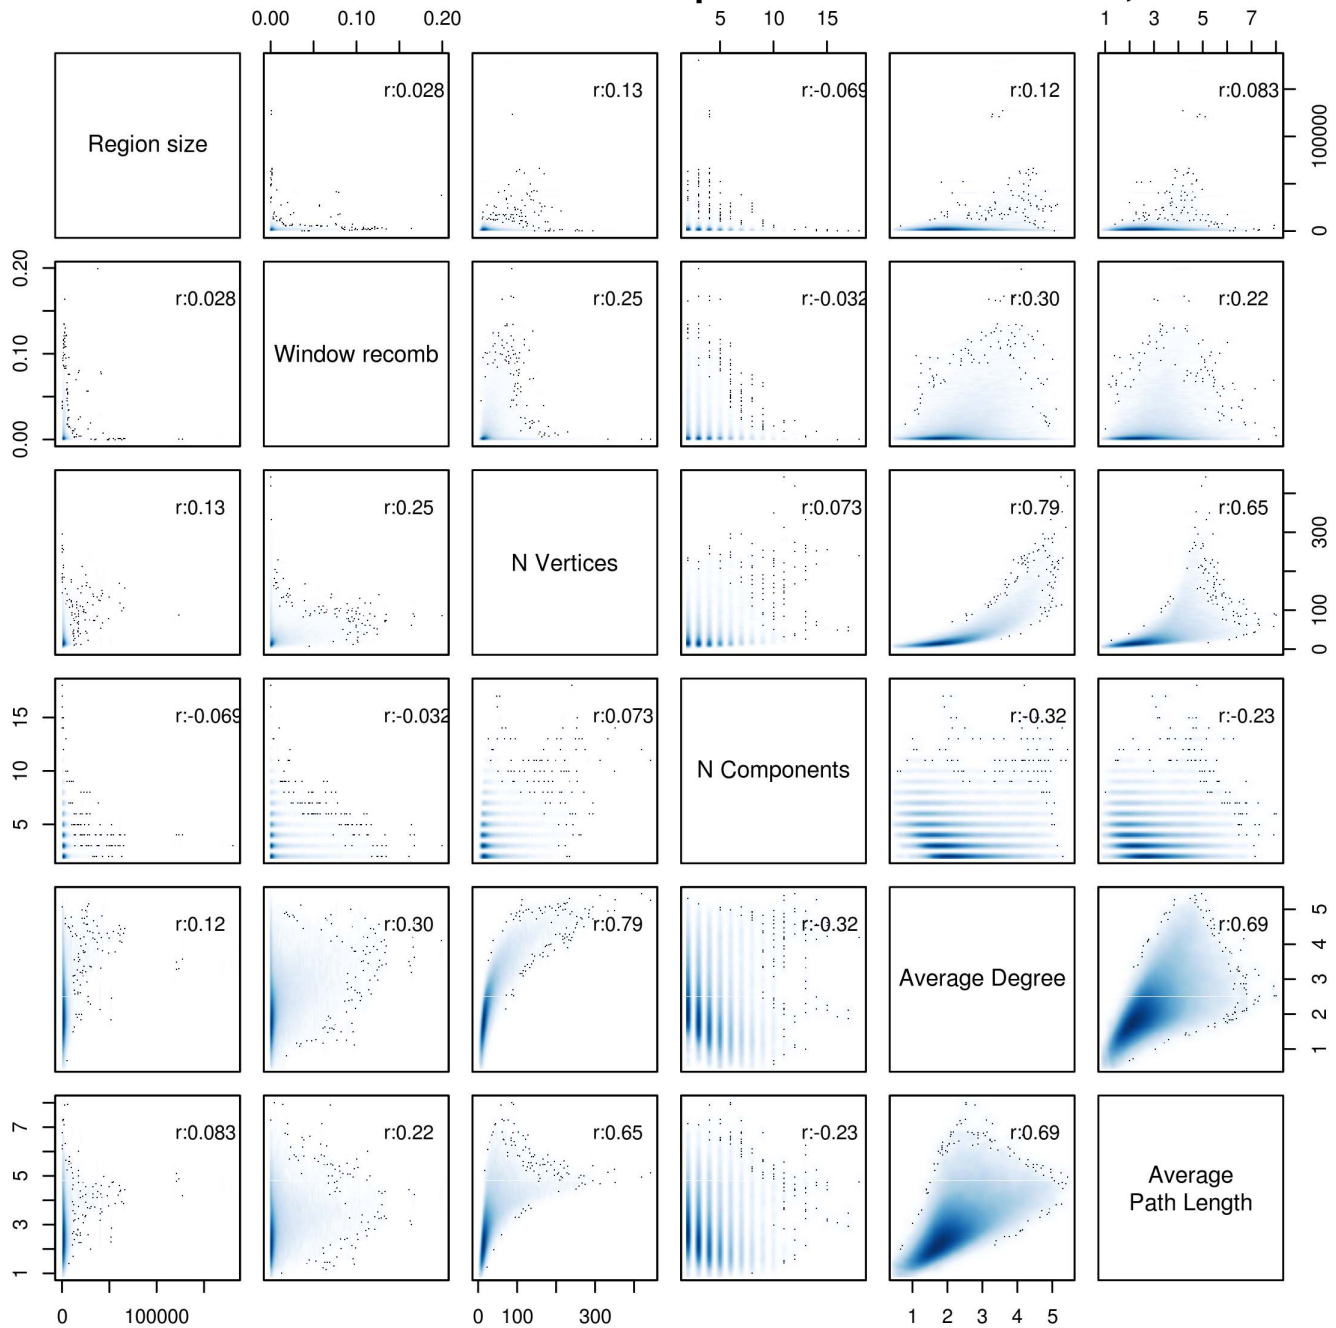 0.00 0.10 0.20 5 10 15 1 3 5 7
Region size r:0.028 r:0.13 r:-0.069 r:0.12 r:0.083 0 100000
0.00 0.10 0.20 r:0.028 Window recomb r:0.25 r:-0.032 r:0.30 r:0.22
r:0.13 r:0.25 N Vertices r:0.073 r:0.79 r:0.65 0 100 300
5 10 15 r:-0.069 r:-0.032 r:0.073 N Components r:-0.32 r:-0.23
r:0.12 r:0.30 r:0.79 r:-0.32 Average Degree r:0.69 1 2 3 4 5
1 3 5 7 r:0.083 r:0.22 r:0.65 r:-0.23 r:0.69 Average
Path Length
0 100000 0 100 300 1 2 3 4 5